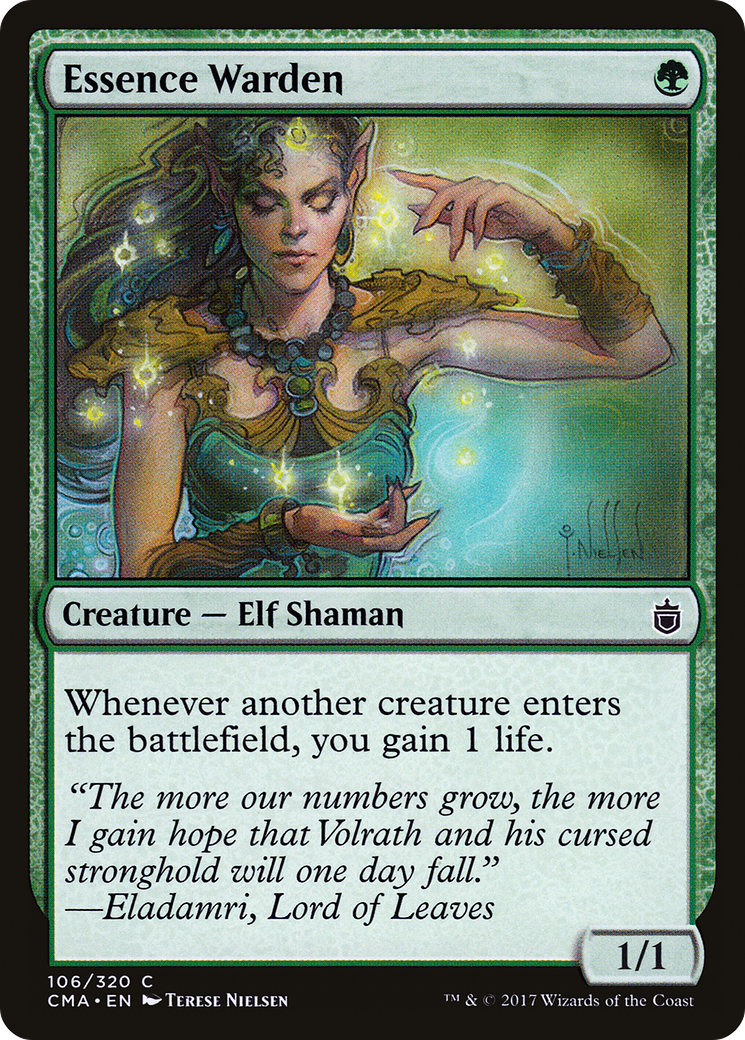 Essence Warden
T. NIELSEN
Creature — Elf Shaman
Whenever another creature enters
the battlefield, you gain 1 life.
“The more our numbers grow, the more
I gain hope that Volrath and his cursed
stronghold will one day fall.”
—Eladamri, Lord of Leaves
1/1
106/320 C
CMA • EN TERESE NIELSEN
™ & © 2017 Wizards of the Coast